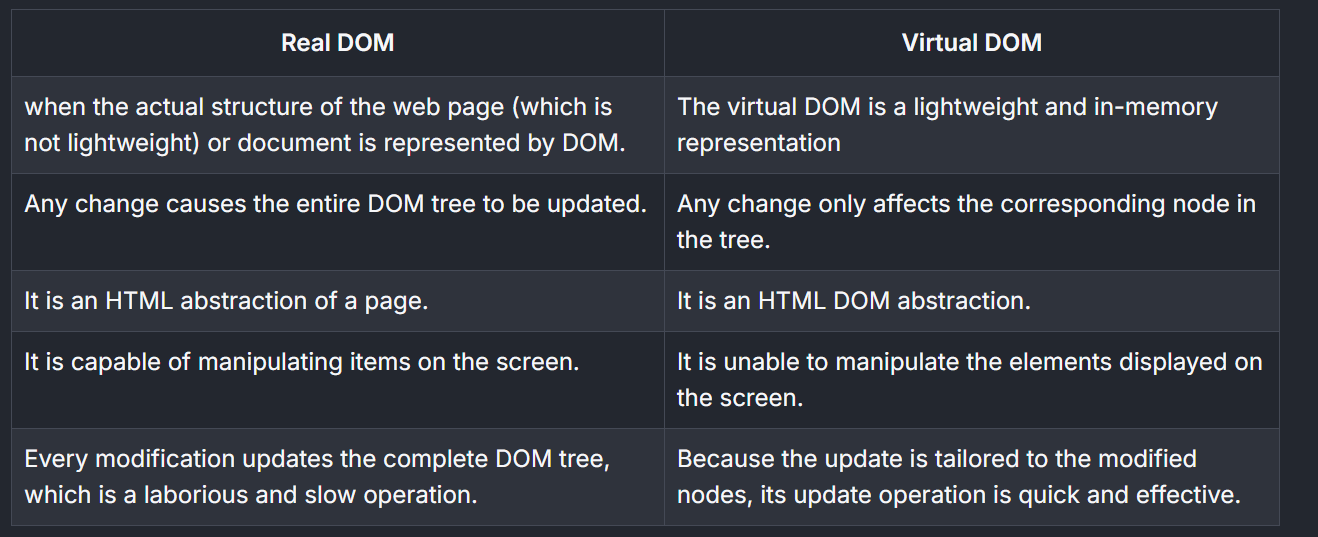 Real DOM
Virtual DOM
when the actual structure of the web page (which is
not lightweight) or document is represented by DOM.
The virtual DOM is a lightweight and in-memory
representation
Any change causes the entire DOM tree to be updated.
Any change only affects the corresponding node in
the tree.
It is an HTML abstraction of a page.
It is an HTML DOM abstraction.
It is capable of manipulating items on the screen.
It is unable to manipulate the elements displayed on
the screen.
Every modification updates the complete DOM tree,
which is a laborious and slow operation.
Because the update is tailored to the modified
nodes, its update operation is quick and effective.